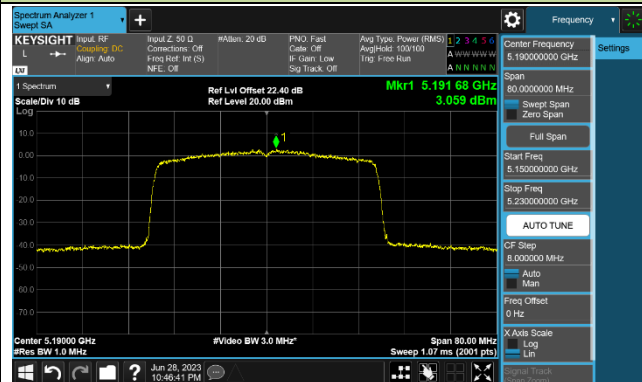 Spectrum Analyzer 1
Swept SA
Frequency
KEYSIGHT
L
LXI
Input: RF
Coupling: DC
Align: Auto
Input Z: 50 Ω
Corrections: Off
Freq Ref: Int (S)
NFE: Off
#Atten: 20 dB
PNO: Fast
Gate: Off
IF Gain: Low
Sig Track: Off
Avg Type: Power (RMS)
Avg|Hold: 100/100
Trig: Free Run
1 2 3 4 5 6
A W W W W W
A N N N N N
1 Spectrum
Scale/Div 10 dB
Log
Ref Lvl Offset 22.40 dB
Ref Level 20.00 dBm
Mkr1 5.191 68 GHz
3.059 dBm
1
10.0
0.00
-10.0
-20.0
-30.0
-40.0
-50.0
-60.0
-70.0
Center 5.19000 GHz
#Res BW 1.0 MHz
#Video BW 3.0 MHz*
Span 80.00 MHz
Sweep 1.07 ms (2001 pts)
Jun 28, 2023
10:46:41 PM
Center Frequency
5.190000000 GHz
Settings
Span
80.0000000 MHz
Swept Span
Zero Span
Full Span
Start Freq
5.150000000 GHz
Stop Freq
5.230000000 GHz
AUTO TUNE
CF Step
8.000000 MHz
Auto
Man
Freq Offset
0 Hz
X Axis Scale
Log
Lin
Signal Track
(Span Zoom)